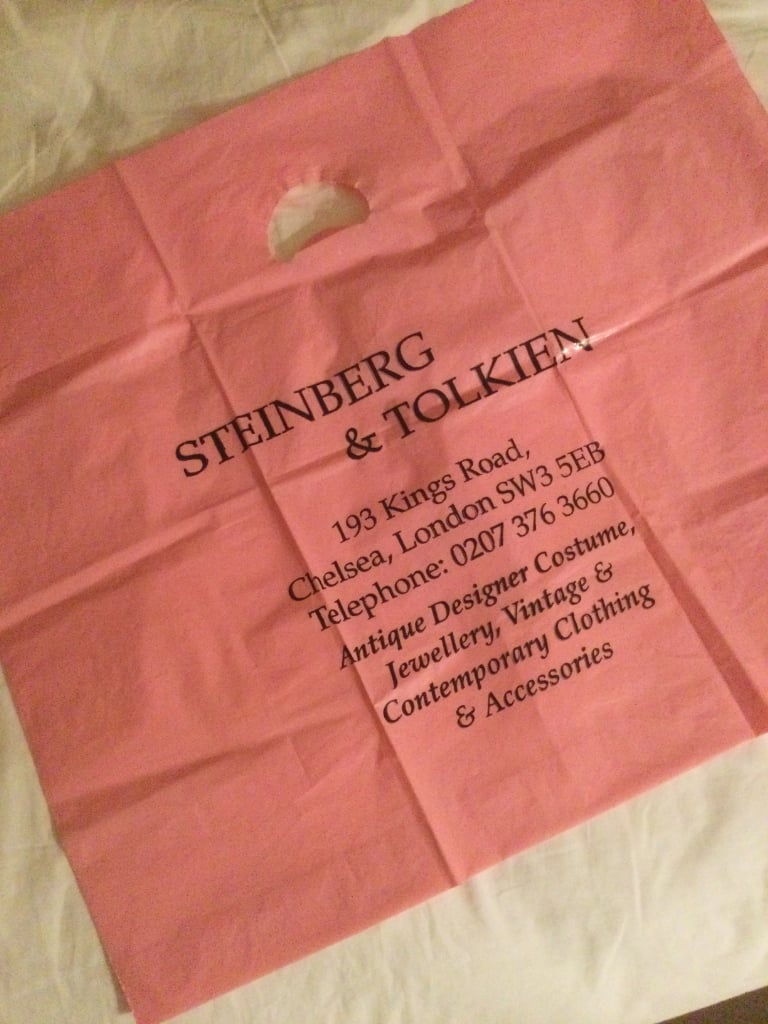 STEINBERG
& TOLKIEN
193 Kings Road,
Chelsea, London SW3 5EB
Telephone: 0207 376 3660
Antique Designer Costume,
Jewellery, Vintage &
Contemporary Clothing
& Accessories